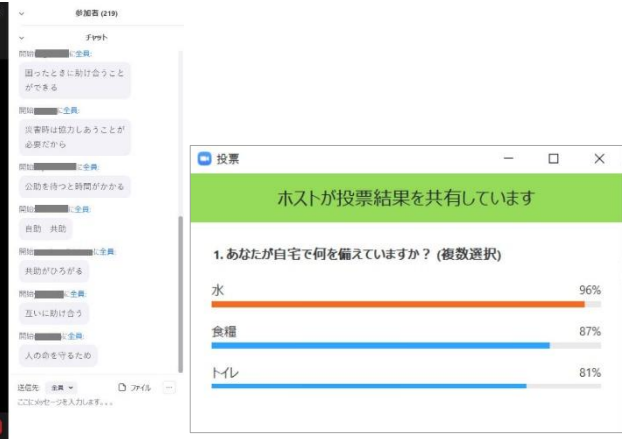 参加者 (219)
チャット
開始 に全員:
困ったときに助け合うこと
ができる
開始 に全員:
災害時は協力しあうことが
必要だから
開始 に全員:
公助を待つと時間がかかる
開始 に全員:
自助 共助
開始 に全員:
共助がひろがる
開始 に全員:
互いに助け合う
開始 に全員:
人の命を守るため
送信先: 全員 ファイル ...
ここにメッセージを入力します。。。
投票
ホストが投票結果を共有しています
1. あなたが自宅で何を備えていますか？ (複数選択)
水 96%
食糧 87%
トイレ 81%